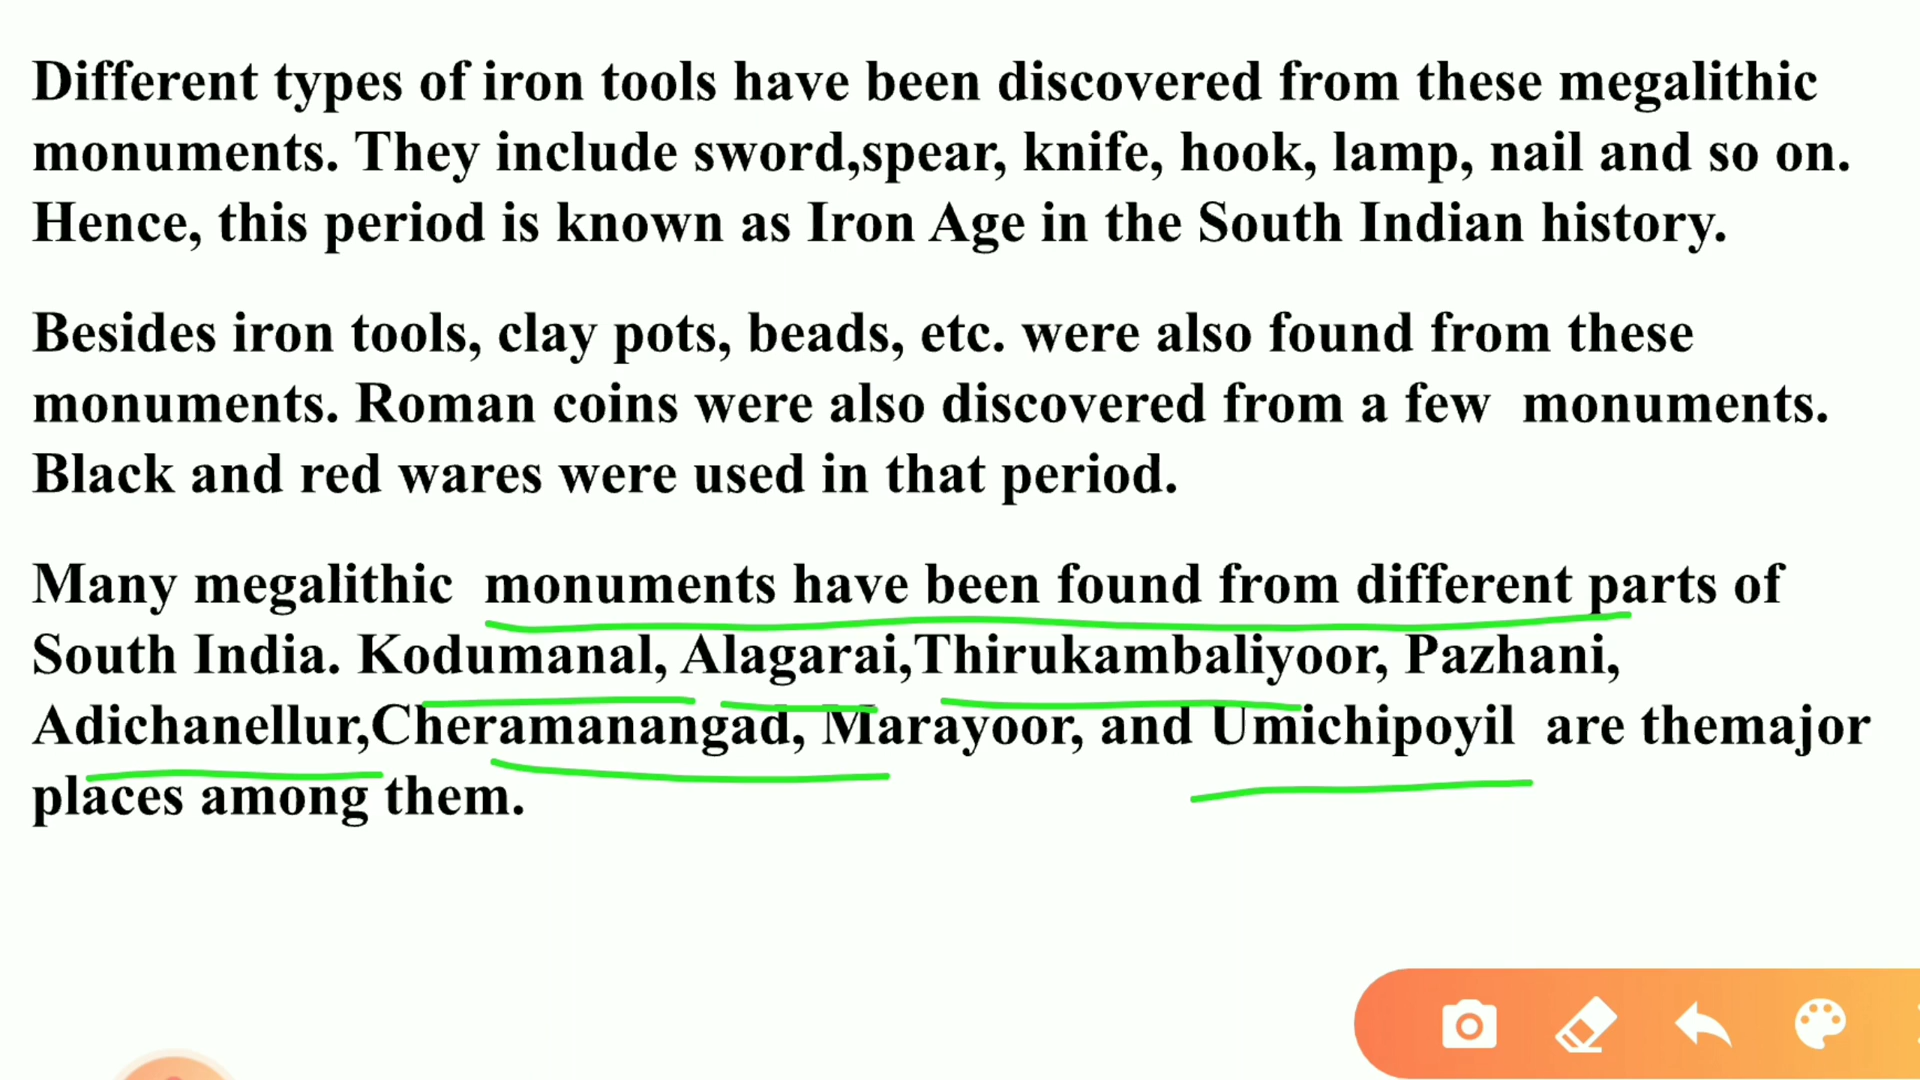 Different types of iron tools have been discovered from these megalithic
monuments. They include sword,spear, knife, hook, lamp, nail and so on.
Hence, this period is known as Iron Age in the South Indian history.
Besides iron tools, clay pots, beads, etc. were also found from these
monuments. Roman coins were also discovered from a few  monuments.
Black and red wares were used in that period.
Many megalithic  monuments have been found from different parts of
South India. Kodumanal, Alagarai,Thirukambaliyoor, Pazhani,
Adichanellur,Cheramanangad, Marayoor, and Umichipoyil  are themajor
places among them.